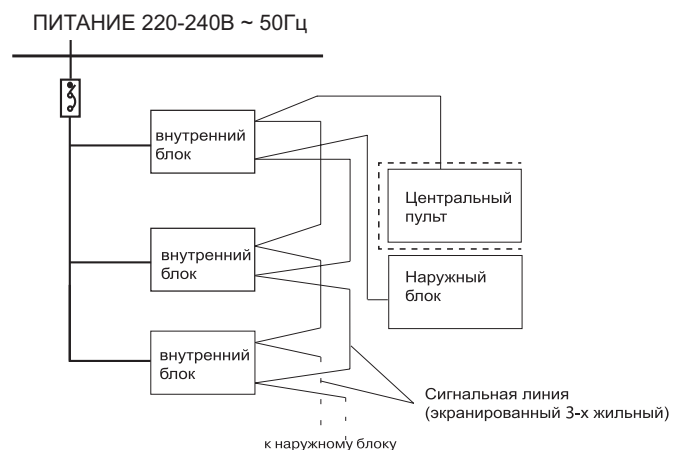 ПИТАНИЕ 220-240В ~ 50Гц
внутренний
блок
Центральный
пульт
внутренний
блок
Наружный
блок
внутренний
блок
Сигнальная линия
(экранированный 3-х жильный)
к наружному блоку